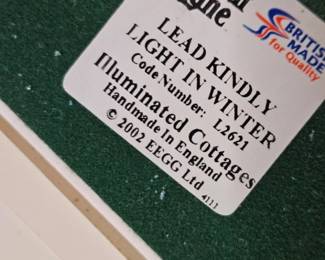 LEAD KINDLY
LIGHT IN WINTER
Code Number: L2621
Illuminated Cottages
Handmade In England
© 2002 EEGG Ltd
4111
BRITISH
MADE
for Quality